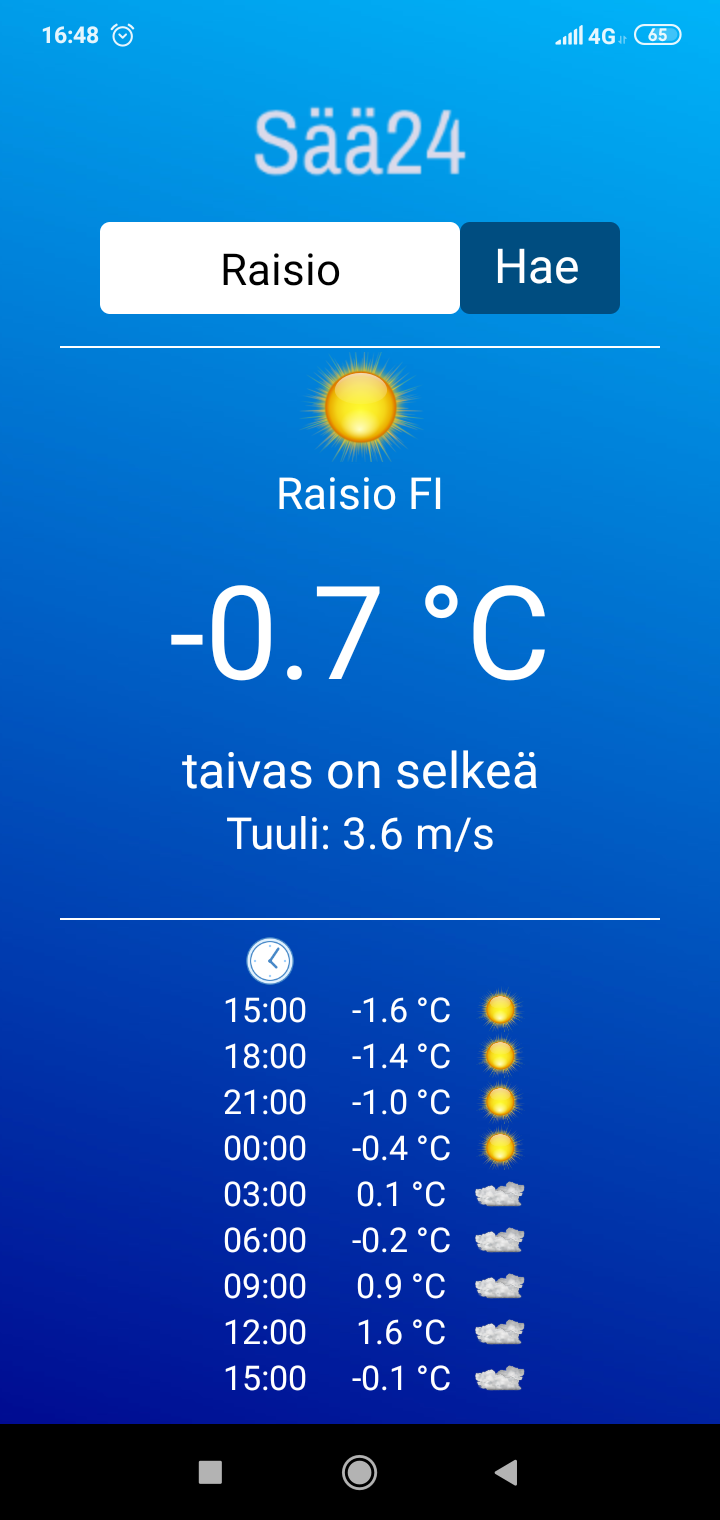 16:48 4G 65
Sää24
Raisio Hae
Raisio FI
-0.7 °C
taivas on selkeä
Tuuli: 3.6 m/s
15:00 -1.6 °C
18:00 -1.4 °C
21:00 -1.0 °C
00:00 -0.4 °C
03:00 0.1 °C
06:00 -0.2 °C
09:00 0.9 °C
12:00 1.6 °C
15:00 -0.1 °C